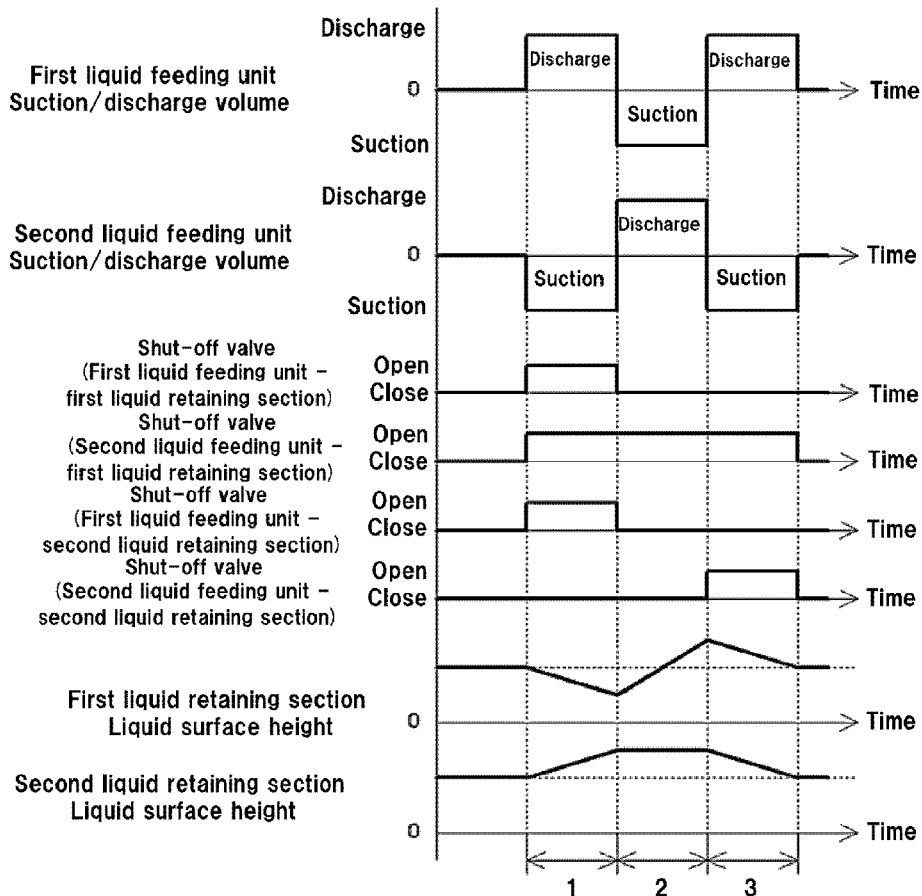 Discharge
Discharge
Discharge
First liquid feeding unit
Suction/discharge volume
0
Time
Suction
Suction
Discharge
Second liquid feeding unit
Suction/discharge volume
Discharge
0
Time
Suction
Suction
Suction
Shut-off valve
(First liquid feeding unit -
first liquid retaining section)
Open
Close
Time
Shut-off valve
(Second liquid feeding unit -
first liquid retaining section)
Open
Close
Time
Shut-off valve
(First liquid feeding unit -
second liquid retaining section)
Open
Close
Time
Shut-off valve
(Second liquid feeding unit -
second liquid retaining section)
Open
Close
Time
First liquid retaining section
Liquid surface height
0
Time
Second liquid retaining section
Liquid surface height
0
Time
1
2
3